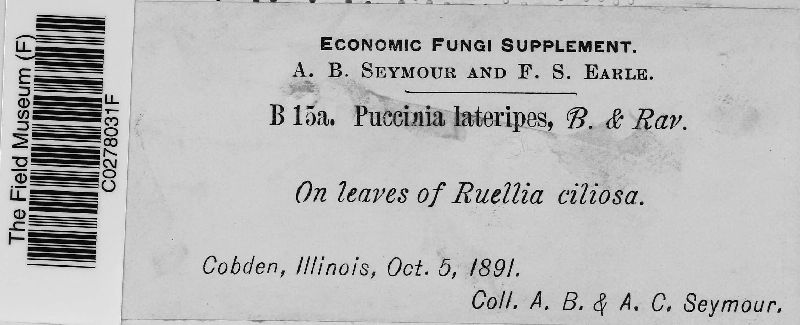 The Field Museum (F)
C0278031F
ECONOMIC FUNGI SUPPLEMENT.
A. B. SEYMOUR AND F. S. EARLE.
B 15a. Puccinia lateripes, B. & Rav.
On leaves of Ruellia ciliosa.
Cobden, Illinois, Oct. 5, 1891.
Coll. A. B. & A. C. Seymour.